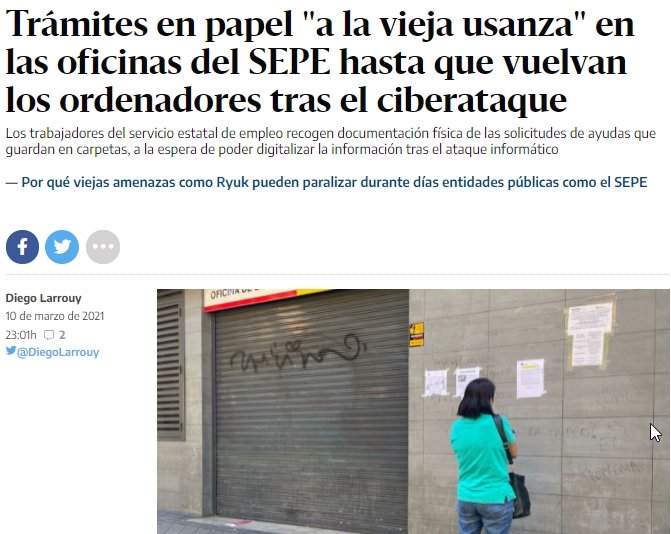 Trámites en papel "a la vieja usanza" en
las oficinas del SEPE hasta que vuelvan
los ordenadores tras el ciberataque
Los trabajadores del servicio estatal de empleo recogen documentación física de las solicitudes de ayudas que
guardan en carpetas, a la espera de poder digitalizar la información tras el ataque informático
— Por qué viejas amenazas como Ryuk pueden paralizar durante días entidades públicas como el SEPE
Diego Larrouy
10 de marzo de 2021
23:01h 2
@DiegoLarrouy
OFICINA DE